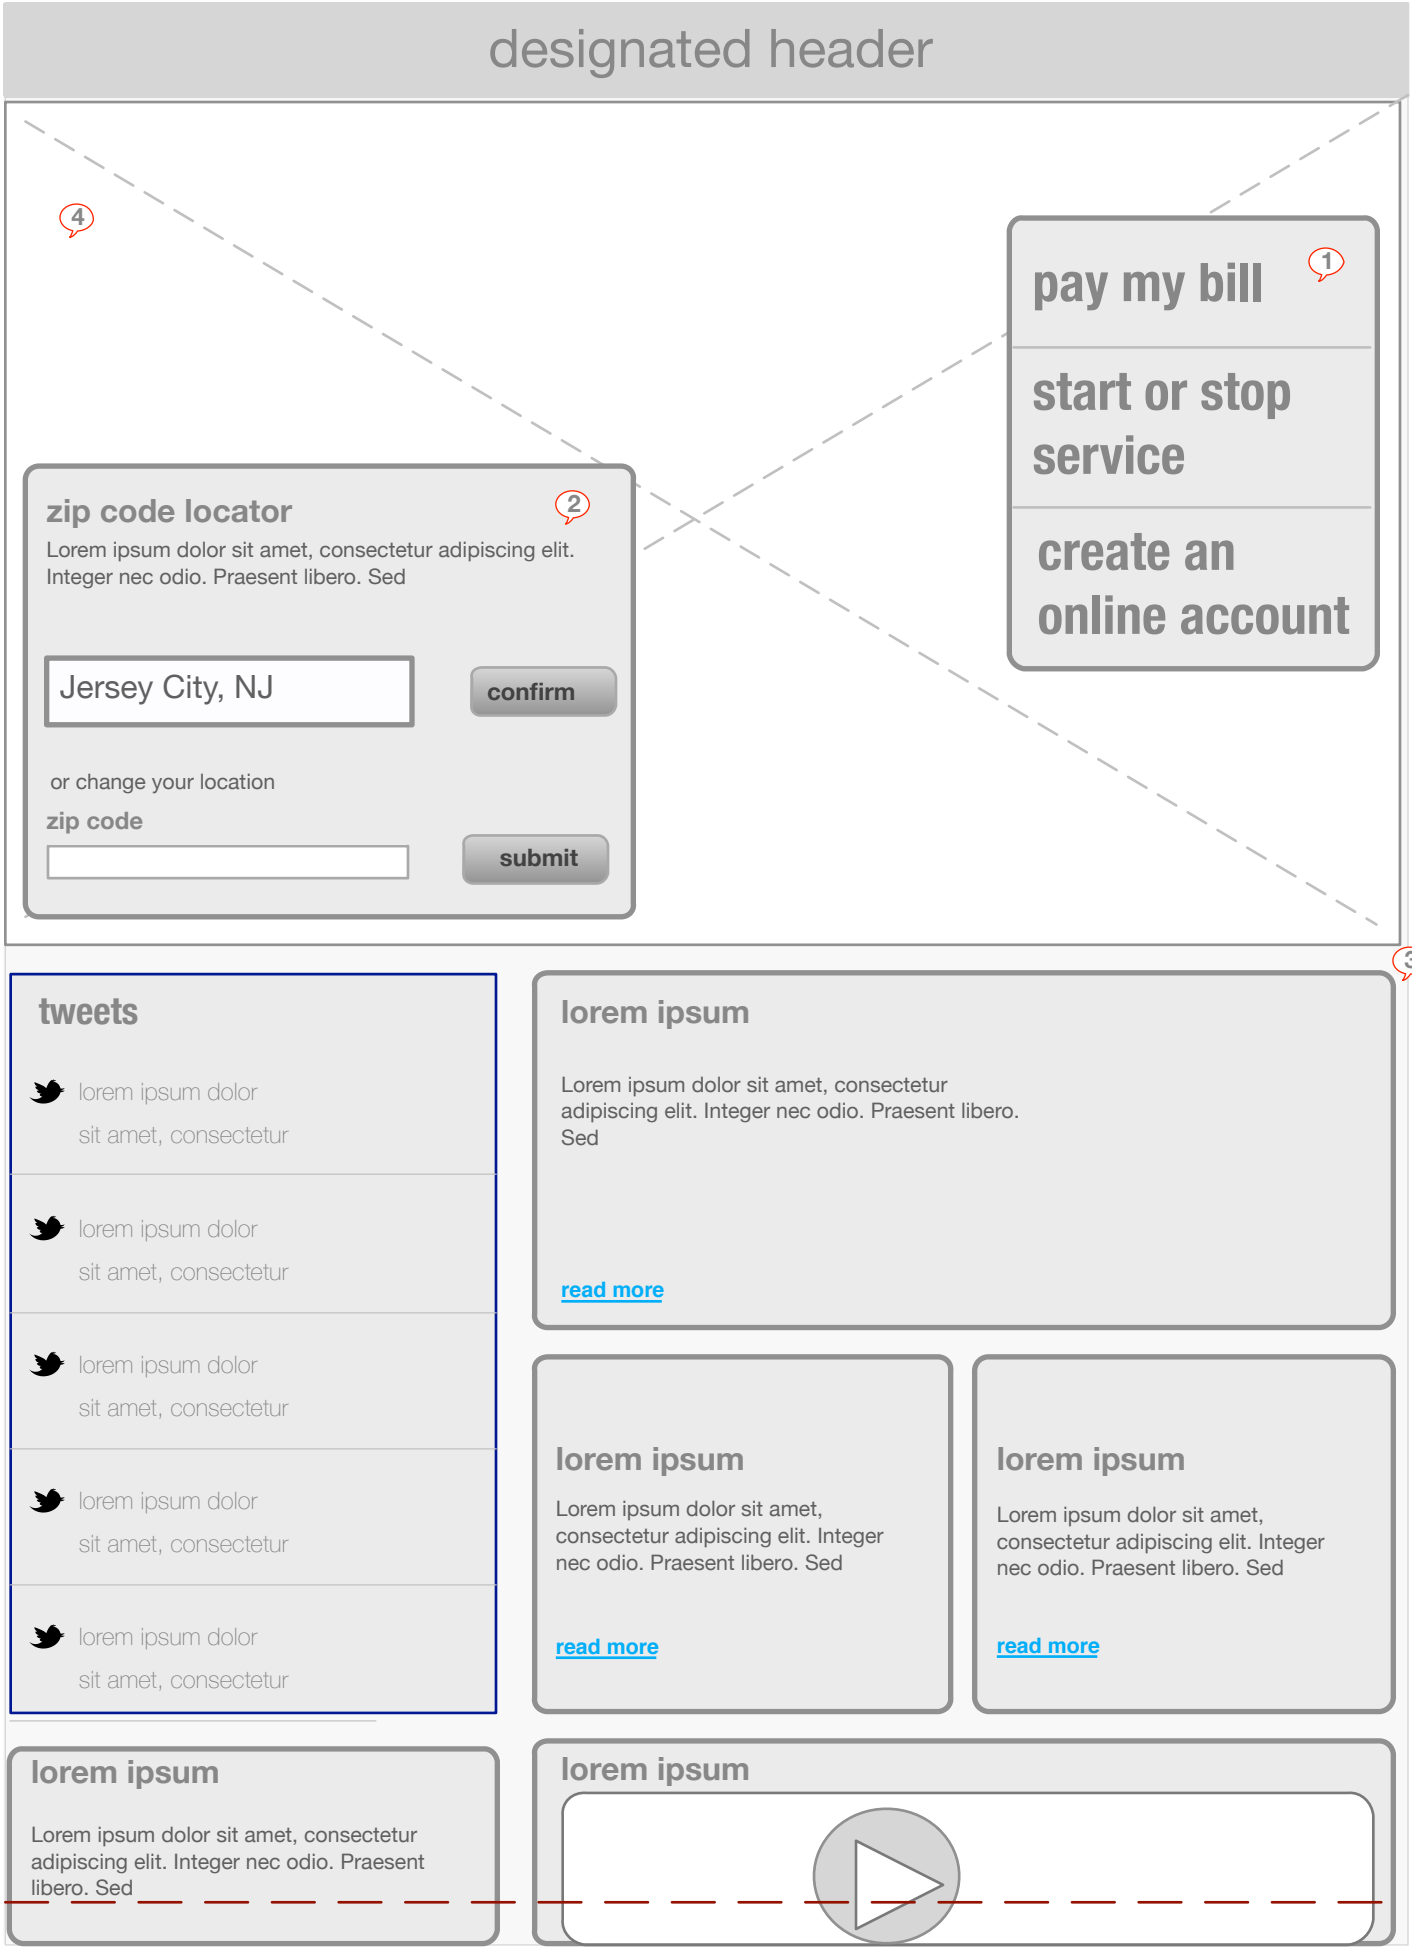 designated header
4
pay my bill
1
start or stop
service
create an
online account
zip code locator
2
Lorem ipsum dolor sit amet, consectetur adipiscing elit.
Integer nec odio. Praesent libero. Sed
Jersey City, NJ
confirm
or change your location
zip code
submit
3
tweets
lorem ipsum dolor
sit amet, consectetur
lorem ipsum dolor
sit amet, consectetur
lorem ipsum dolor
sit amet, consectetur
lorem ipsum dolor
sit amet, consectetur
lorem ipsum dolor
sit amet, consectetur
lorem ipsum
Lorem ipsum dolor sit amet, consectetur
adipiscing elit. Integer nec odio. Praesent libero.
Sed
read more
lorem ipsum
Lorem ipsum dolor sit amet,
consectetur adipiscing elit. Integer
nec odio. Praesent libero. Sed
read more
lorem ipsum
Lorem ipsum dolor sit amet,
consectetur adipiscing elit. Integer
nec odio. Praesent libero. Sed
read more
lorem ipsum
Lorem ipsum dolor sit amet, consectetur
adipiscing elit. Integer nec odio. Praesent
libero. Sed
lorem ipsum